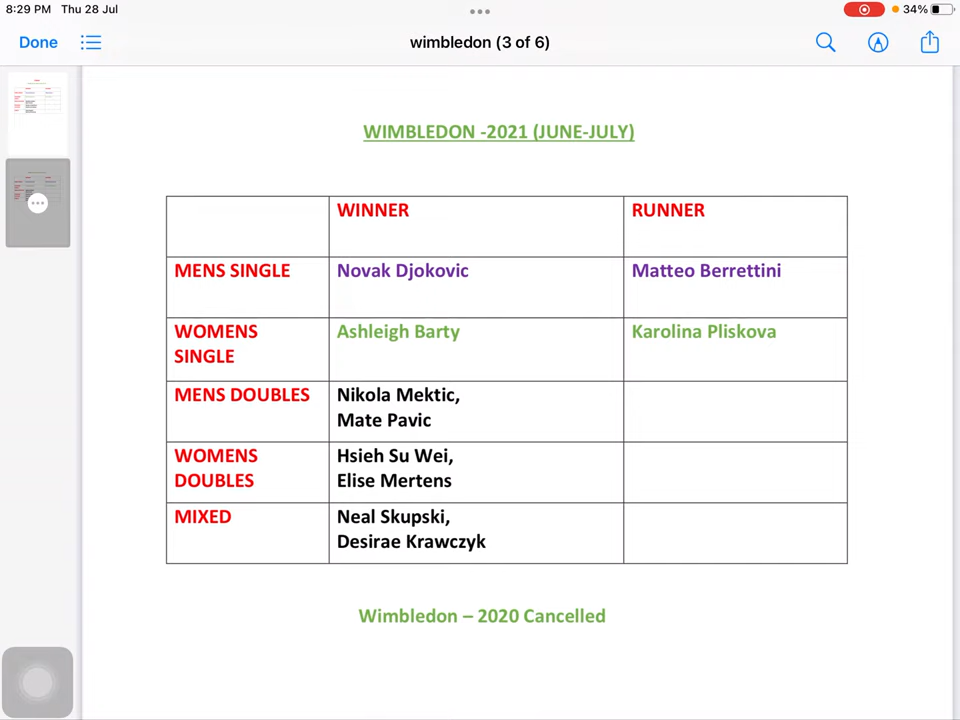 8:29 PM Thu 28 Jul
34%
Done
wimbledon (3 of 6)
WIMBLEDON -2021 (JUNE-JULY)
WINNER
RUNNER
MENS SINGLE
Novak Djokovic
Matteo Berrettini
WOMENS
SINGLE
Ashleigh Barty
Karolina Pliskova
MENS DOUBLES
Nikola Mektic,
Mate Pavic
WOMENS
DOUBLES
Hsieh Su Wei,
Elise Mertens
MIXED
Neal Skupski,
Desirae Krawczyk
Wimbledon – 2020 Cancelled